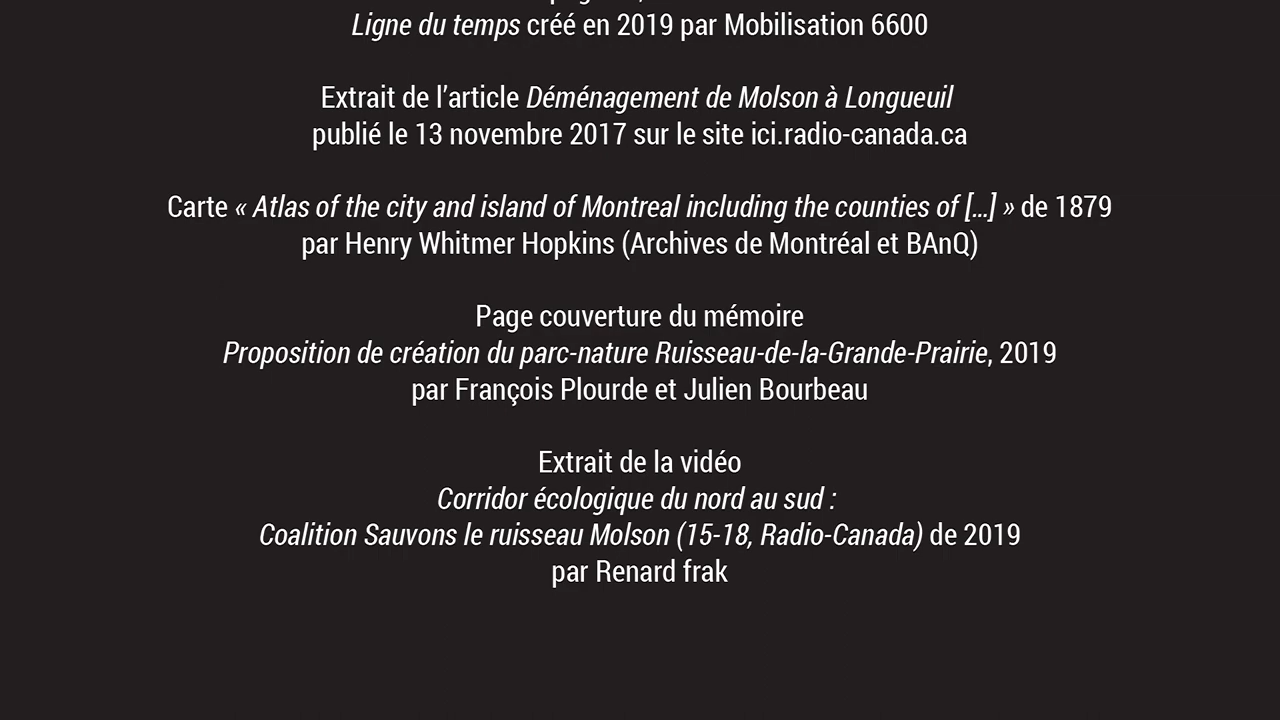 Ligne du temps créé en 2019 par Mobilisation 6600
Extrait de l’article Déménagement de Molson à Longueuil
publié le 13 novembre 2017 sur le site ici.radio-canada.ca
Carte « Atlas of the city and island of Montreal including the counties of [...] » de 1879
par Henry Whitmer Hopkins (Archives de Montréal et BAnQ)
Page couverture du mémoire
Proposition de création du parc-nature Ruisseau-de-la-Grande-Prairie, 2019
par François Plourde et Julien Bourbeau
Extrait de la vidéo
Corridor écologique du nord au sud :
Coalition Sauvons le ruisseau Molson (15-18, Radio-Canada) de 2019
par Renard frak